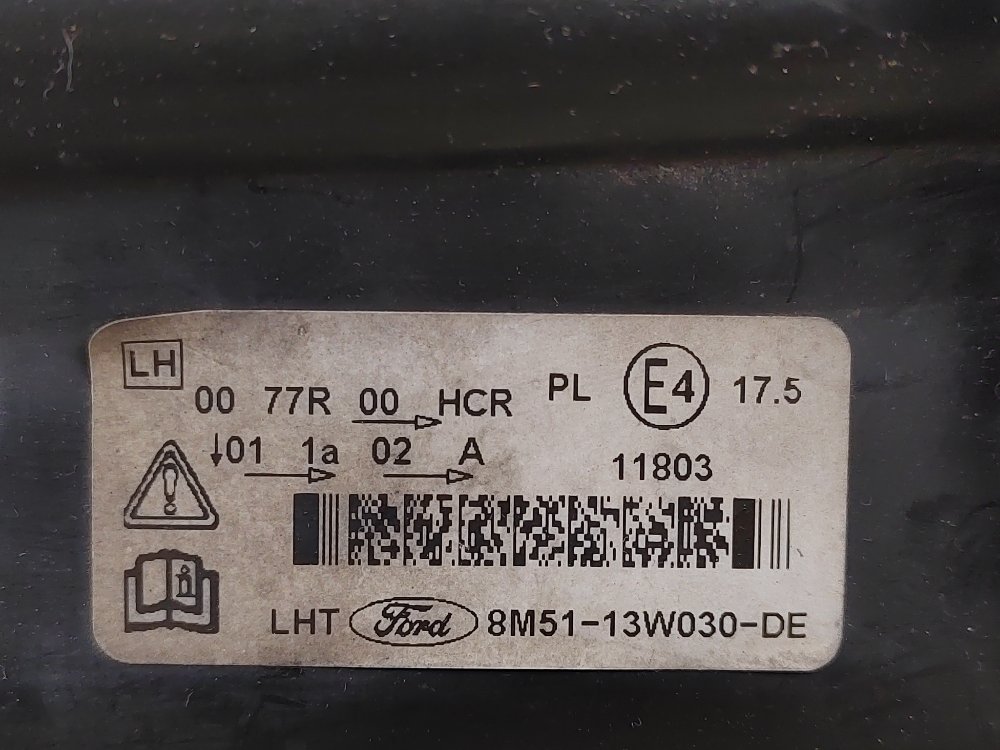 LH
00 77R 00 HCR PL E4 17.5
↓01 1a 02 A 11803
LHT Ford 8M51-13W030-DE